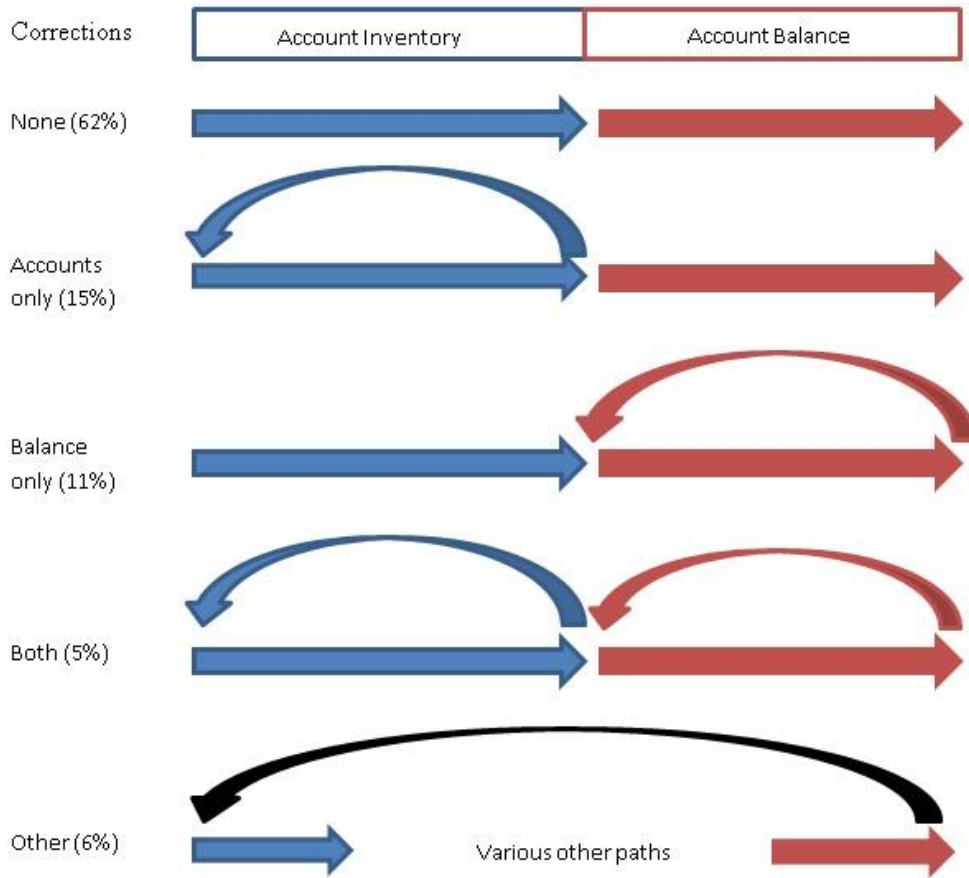 Corrections
Account Inventory
Account Balance
None (62%)
Accounts
only (15%)
Balance
only (11%)
Both (5%)
Other (6%)
Various other paths